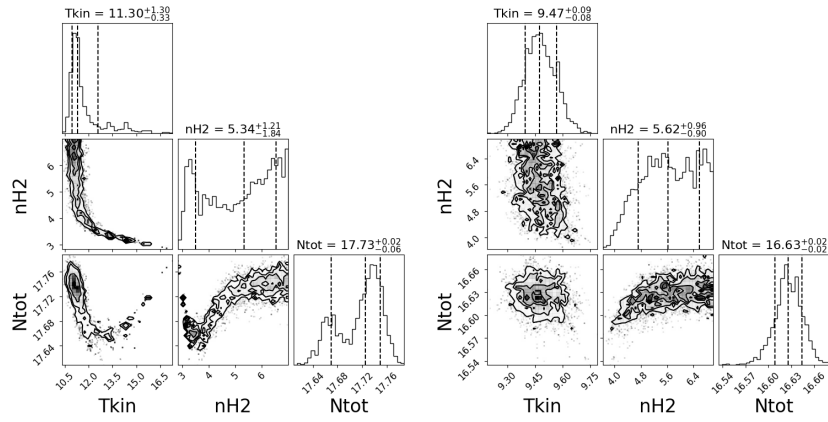 Tkin = 11.30 +1.30 −0.33
nH2 = 5.34 +1.21 −1.84
Ntot = 17.73 +0.02 −0.06
nH2
6
5
4
3
Ntot
17.76
17.72
17.68
17.64
10.5 12.0 13.5 15.0 16.5
3 4 5 6
17.64 17.68 17.72 17.76
Tkin nH2 Ntot
Tkin = 9.47 +0.09 −0.08
nH2 = 5.62 +0.96 −0.90
Ntot = 16.63 +0.02 −0.02
nH2
6.4
5.6
4.8
4.0
Ntot
16.66
16.63
16.60
16.57
16.54
9.30 9.45 9.60 9.75
4.0 4.8 5.6 6.4
16.54 16.57 16.60 16.63 16.66
Tkin nH2 Ntot